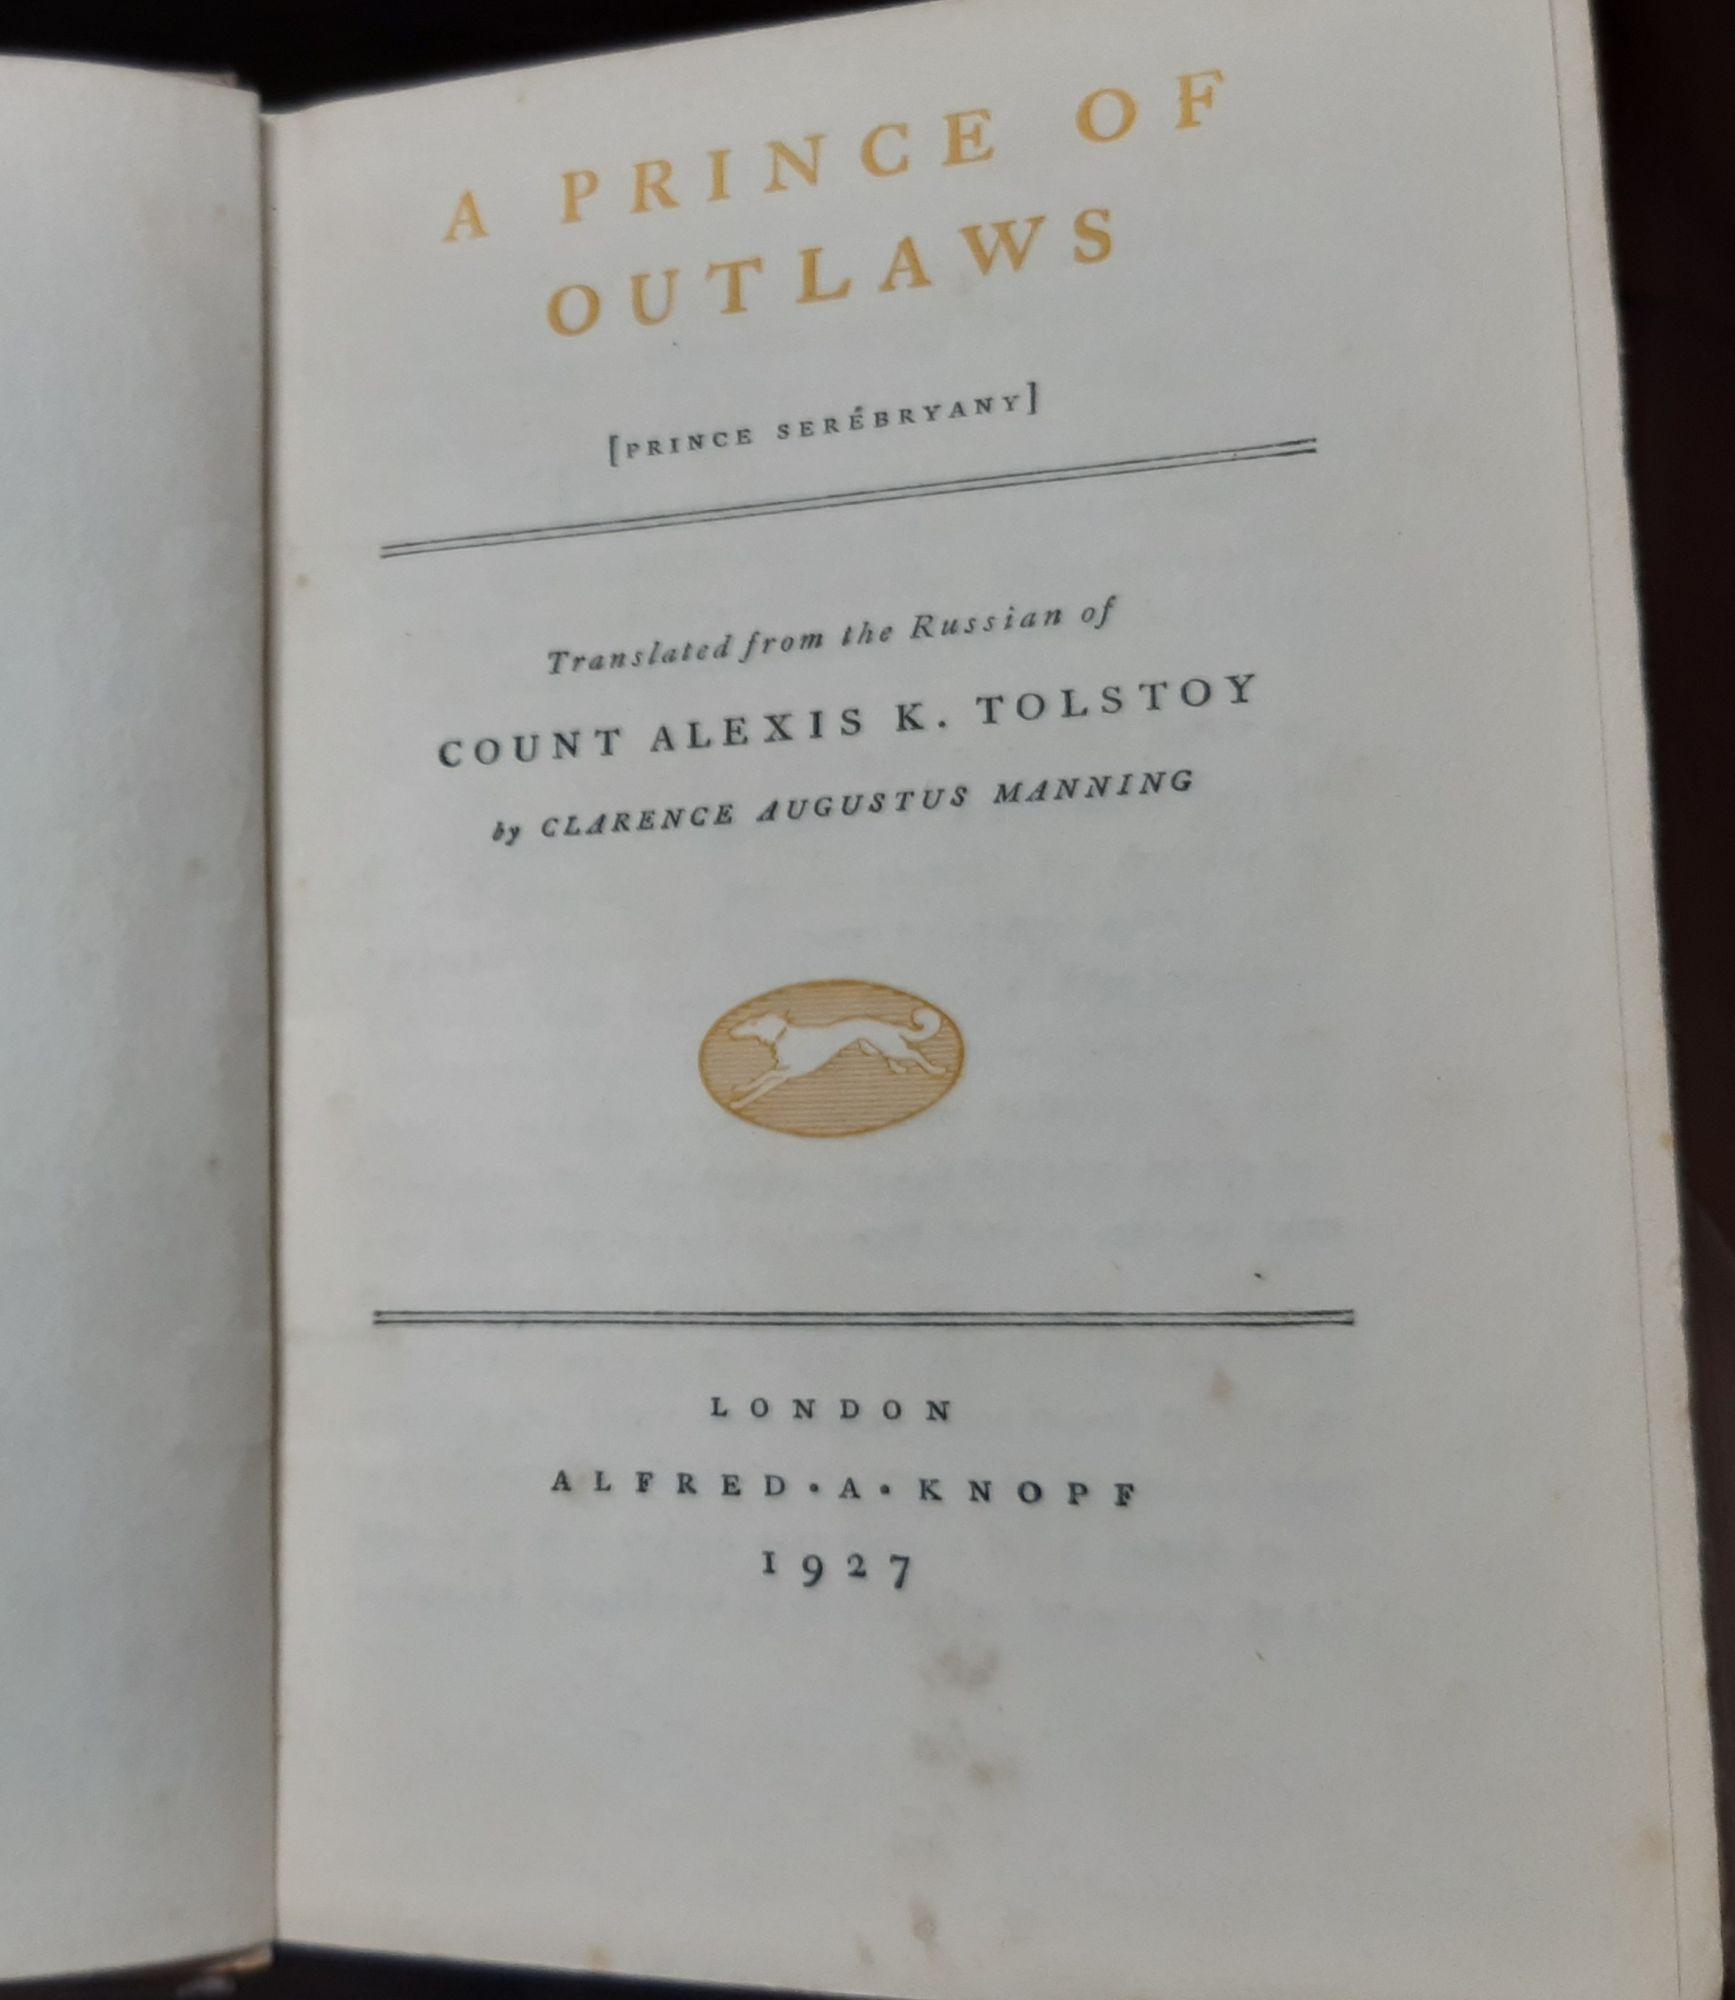 A PRINCE OF
OUTLAWS
[PRINCE SERÉBRYANY]
Translated from the Russian of
COUNT ALEXIS K. TOLSTOY
by CLARENCE AUGUSTUS MANNING
LONDON
ALFRED • A • KNOPF
1927